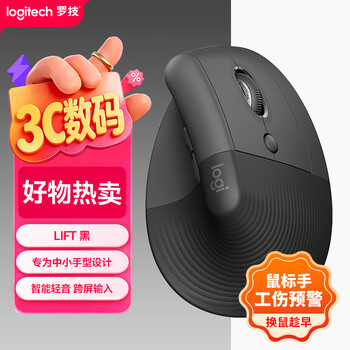 logitech 罗技
3C数码
%
好物热卖
LIFT 黑
专为中小手型设计
智能轻音 跨屏输入
logi
鼠标手
工伤预警
换鼠趁早